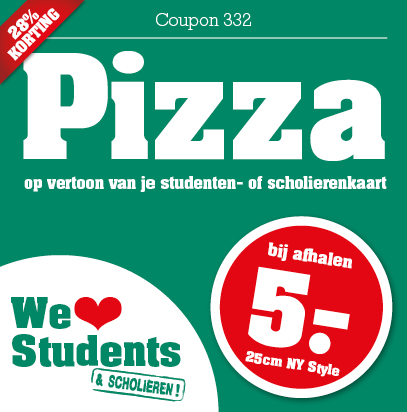 28%
KORTING
Coupon 332
Pizza
op vertoon van je studenten- of scholierenkaart
bij afhalen
5.-
25cm NY Style
We
Students
& SCHOLIEREN!